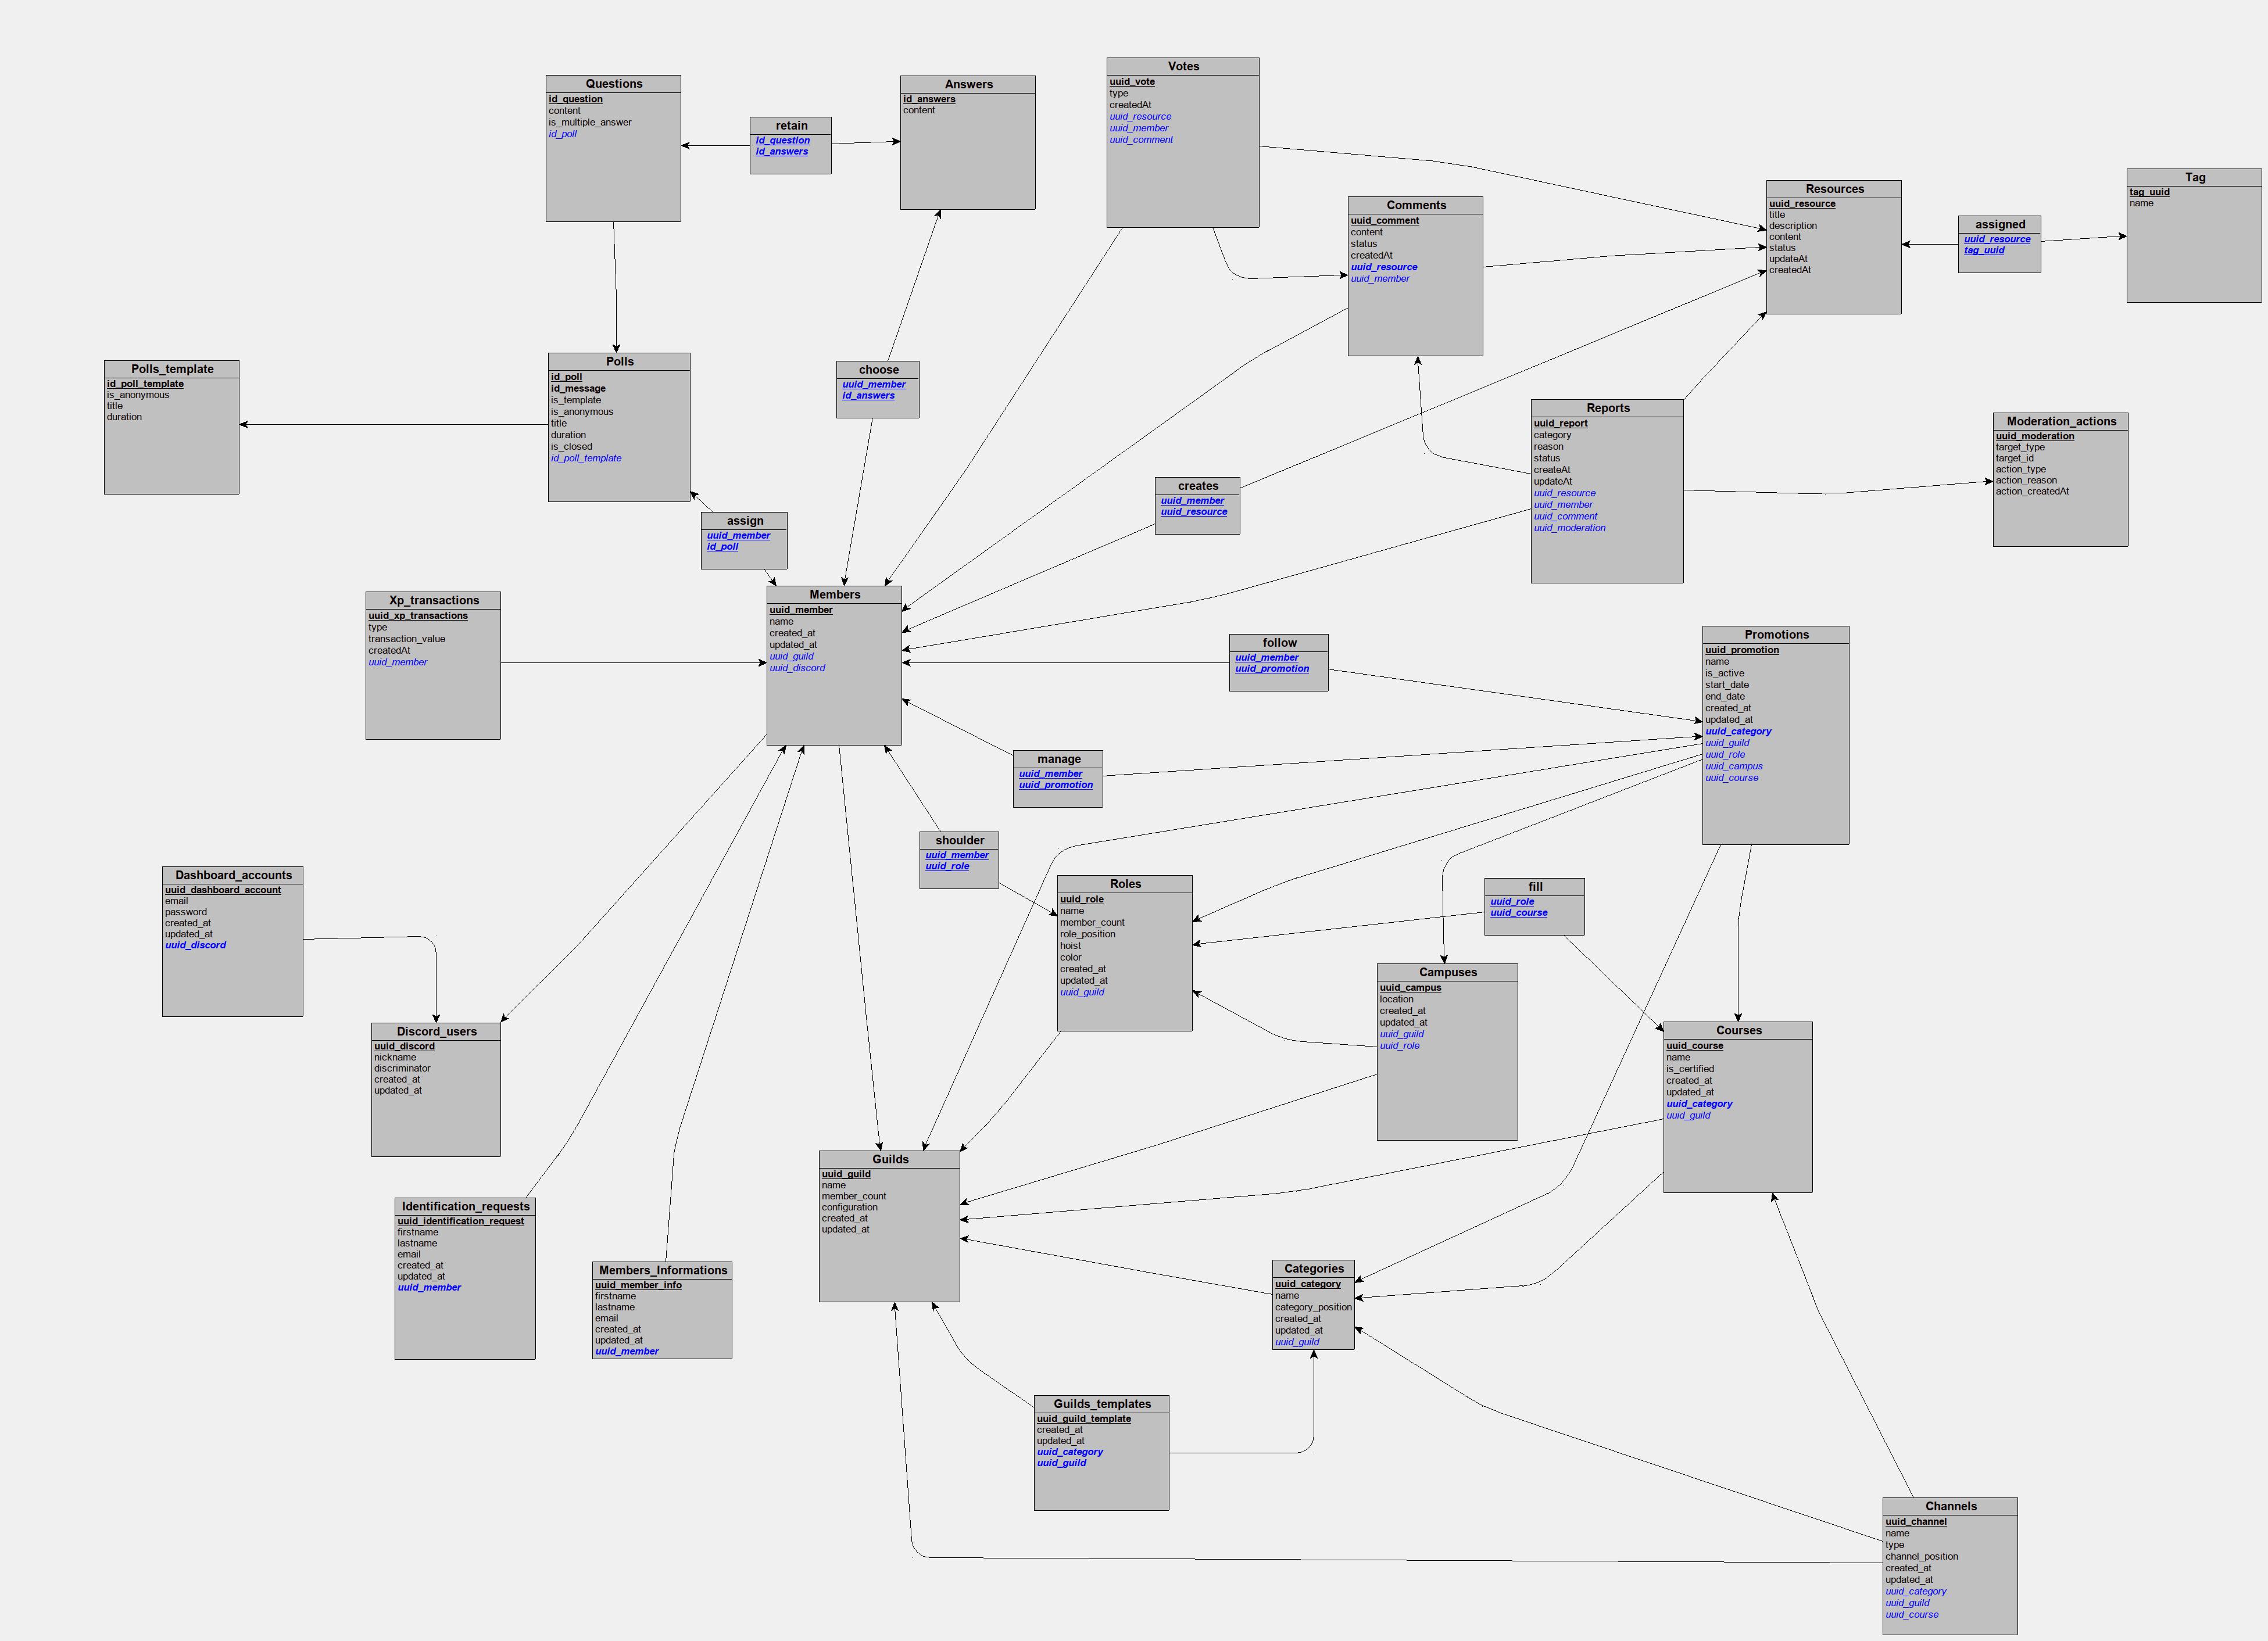 Questions
id_question
content
is_multiple_answer
id_poll
retain
id_question
id_answers
Answers
id_answers
content
Votes
uuid_vote
type
createdAt
uuid_resource
uuid_member
uuid_comment
Comments
uuid_comment
content
status
createdAt
uuid_resource
uuid_member
Resources
uuid_resource
title
description
content
status
updateAt
createdAt
assigned
uuid_resource
tag_uuid
Tag
tag_uuid
name
Polls_template
id_poll_template
is_anonymous
title
duration
Polls
id_poll
id_message
is_template
is_anonymous
title
duration
is_closed
id_poll_template
choose
uuid_member
id_answers
creates
uuid_member
uuid_resource
Reports
uuid_report
category
reason
status
createAt
updateAt
uuid_resource
uuid_member
uuid_comment
uuid_moderation
Moderation_actions
uuid_moderation
target_type
target_id
action_type
action_reason
action_createdAt
assign
uuid_member
id_poll
Xp_transactions
uuid_xp_transactions
type
transaction_value
createdAt
uuid_member
Members
uuid_member
name
created_at
updated_at
uuid_guild
uuid_discord
follow
uuid_member
uuid_promotion
Promotions
uuid_promotion
name
is_active
start_date
end_date
created_at
updated_at
uuid_category
uuid_guild
uuid_role
uuid_campus
uuid_course
manage
uuid_member
uuid_promotion
shoulder
uuid_member
uuid_role
Dashboard_accounts
uuid_dashboard_account
email
password
created_at
updated_at
uuid_discord
Roles
uuid_role
name
member_count
role_position
hoist
color
created_at
updated_at
uuid_guild
fill
uuid_role
uuid_course
Campuses
uuid_campus
location
created_at
updated_at
uuid_guild
uuid_role
Discord_users
uuid_discord
nickname
discriminator
created_at
updated_at
Courses
uuid_course
name
is_certified
created_at
updated_at
uuid_category
uuid_guild
Guilds
uuid_guild
name
member_count
configuration
created_at
updated_at
Identification_requests
uuid_identification_request
firstname
lastname
email
created_at
updated_at
uuid_member
Members_Informations
uuid_member_info
firstname
lastname
email
created_at
updated_at
uuid_member
Categories
uuid_category
name
category_position
created_at
updated_at
uuid_guild
Guilds_templates
uuid_guild_template
created_at
updated_at
uuid_category
uuid_guild
Channels
uuid_channel
name
type
channel_position
created_at
updated_at
uuid_category
uuid_guild
uuid_course